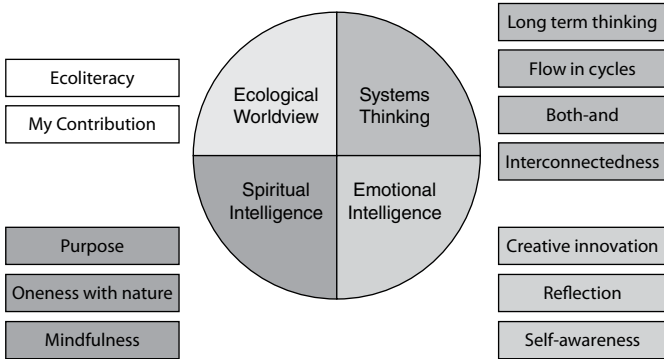 Ecoliteracy
My Contribution
Ecological
Worldview
Systems
Thinking
Long term thinking
Flow in cycles
Both-and
Interconnectedness
Purpose
Oneness with nature
Mindfulness
Spiritual
Intelligence
Emotional
Intelligence
Creative innovation
Reflection
Self-awareness